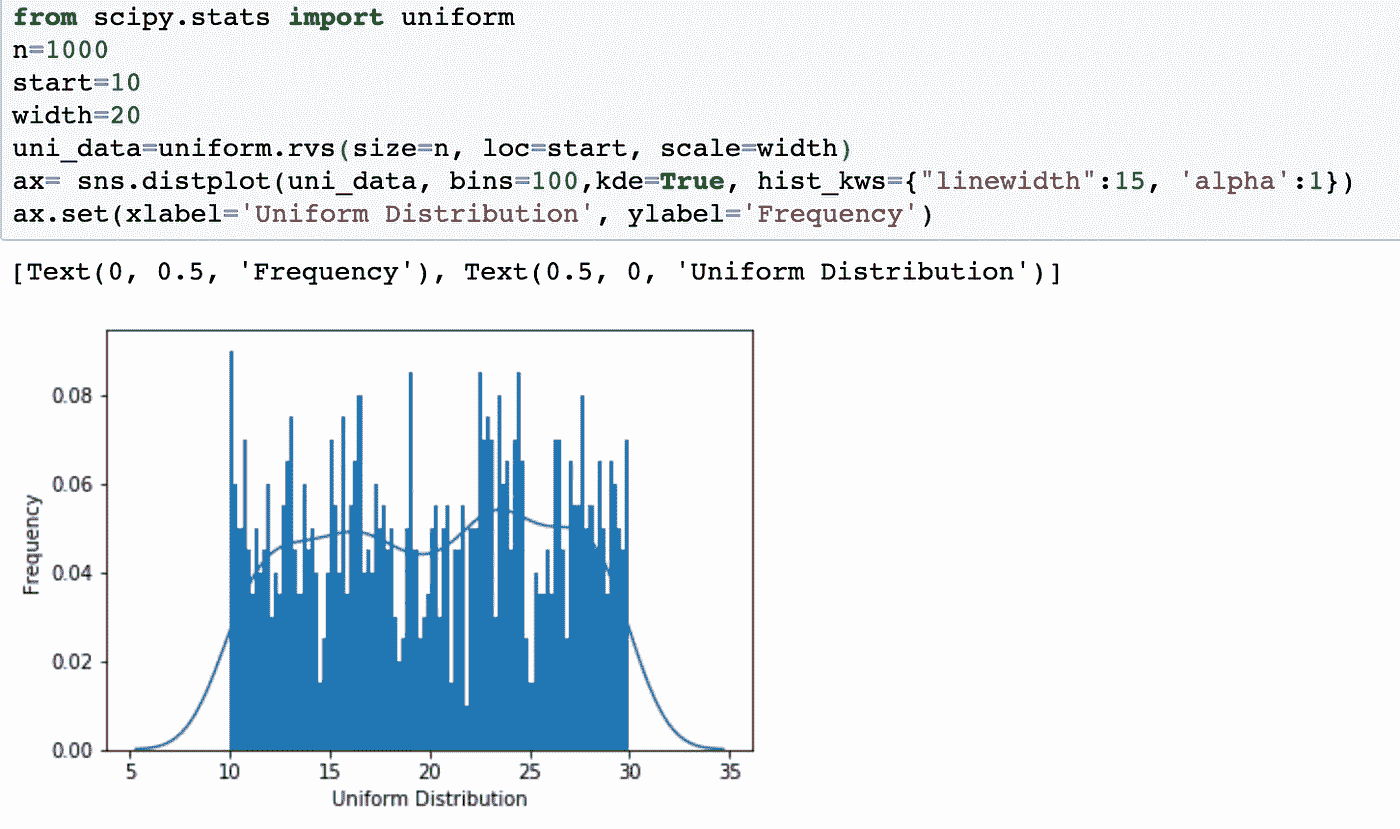 from scipy.stats import uniform
n=1000
start=10
width=20
uni_data=uniform.rvs(size=n, loc=start, scale=width)
ax= sns.distplot(uni_data, bins=100,kde=True, hist_kws={"linewidth":15, 'alpha':1})
ax.set(xlabel='Uniform Distribution', ylabel='Frequency')
[Text(0, 0.5, 'Frequency'), Text(0.5, 0, 'Uniform Distribution')]
0.08
0.06
0.04
0.02
0.00
Frequency
5 10 15 20 25 30 35
Uniform Distribution